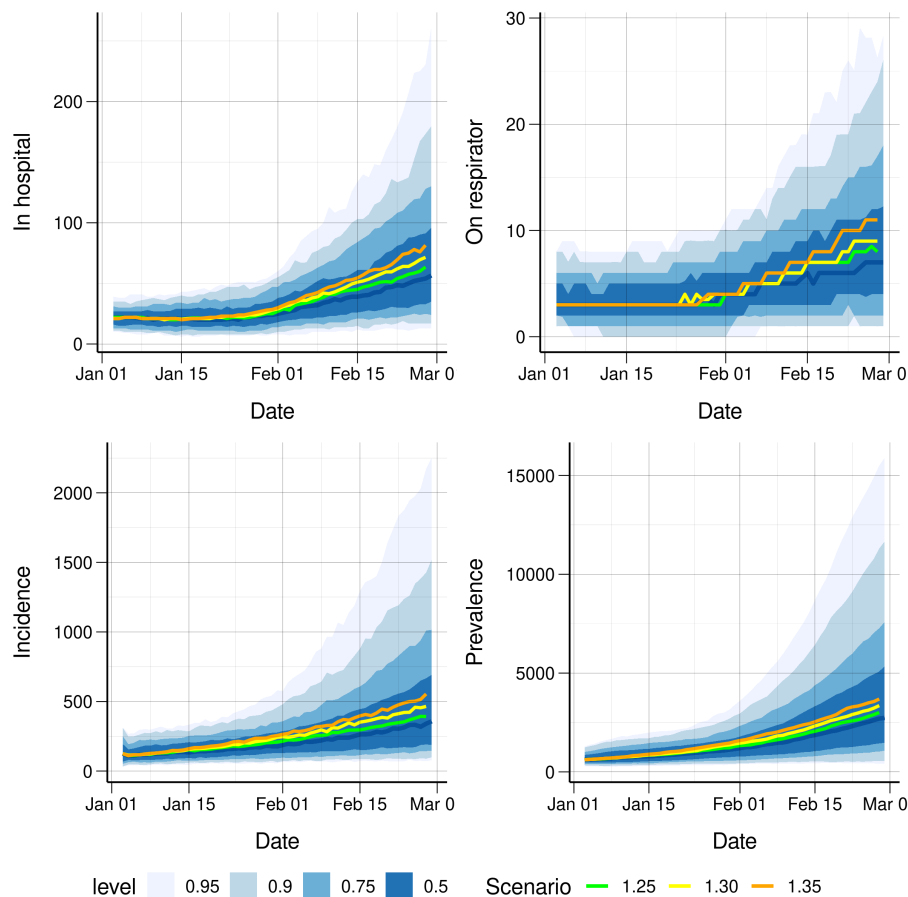 In hospital
200
100
0
Jan 01 Jan 15 Feb 01 Feb 15 Mar 0
Date
On respirator
30
20
10
0
Jan 01 Jan 15 Feb 01 Feb 15 Mar 0
Date
Incidence
2000
1500
1000
500
0
Jan 01 Jan 15 Feb 01 Feb 15 Mar 0
Date
Prevalence
15000
10000
5000
0
Jan 01 Jan 15 Feb 01 Feb 15 Mar 0
Date
level 0.95 0.9 0.75 0.5 Scenario 1.25 1.30 1.35